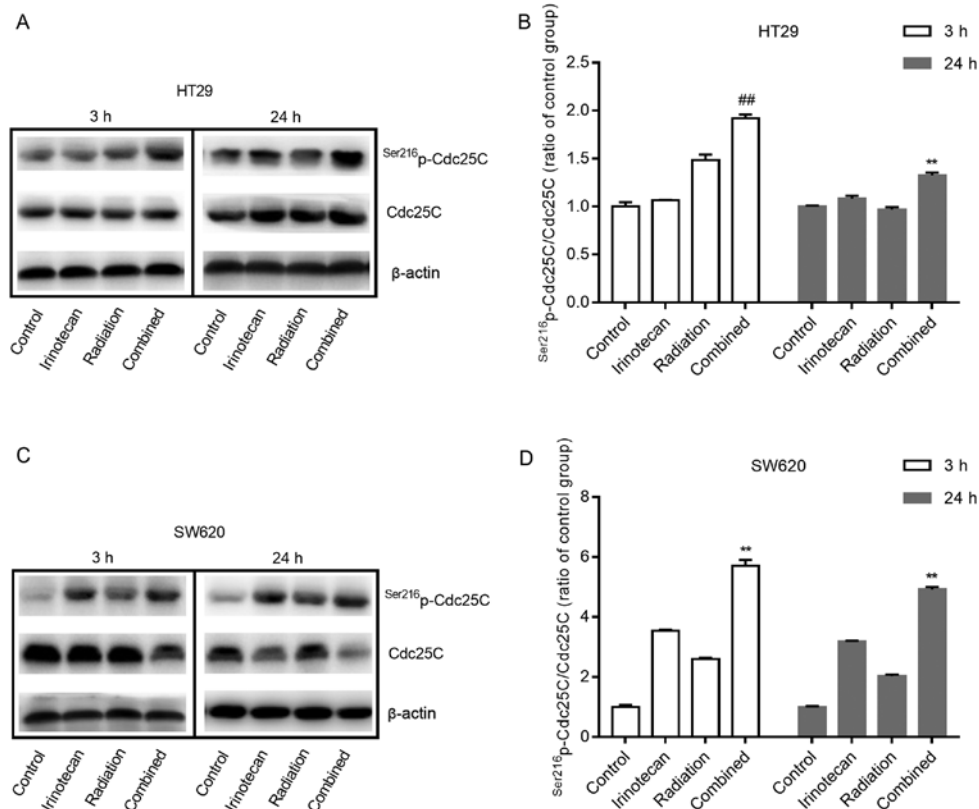 A
HT29
3 h 24 h
Ser216p-Cdc25C
Cdc25C
β-actin
Control Irinotecan Radiation Combined Control Irinotecan Radiation Combined
B
HT29
3 h
24 h
Ser216p-Cdc25C/Cdc25C (ratio of control group)
2.5
2.0
1.5
1.0
0.5
0.0
##
**
Control Irinotecan Radiation Combined Control Irinotecan Radiation Combined
C
SW620
3 h 24 h
Ser216p-Cdc25C
Cdc25C
β-actin
Control Irinotecan Radiation Combined Control Irinotecan Radiation Combined
D
SW620
3 h
24 h
Ser216p-Cdc25C/Cdc25C (ratio of control group)
8
6
4
2
0
**
**
Control Irinotecan Radiation Combined Control Irinotecan Radiation Combined